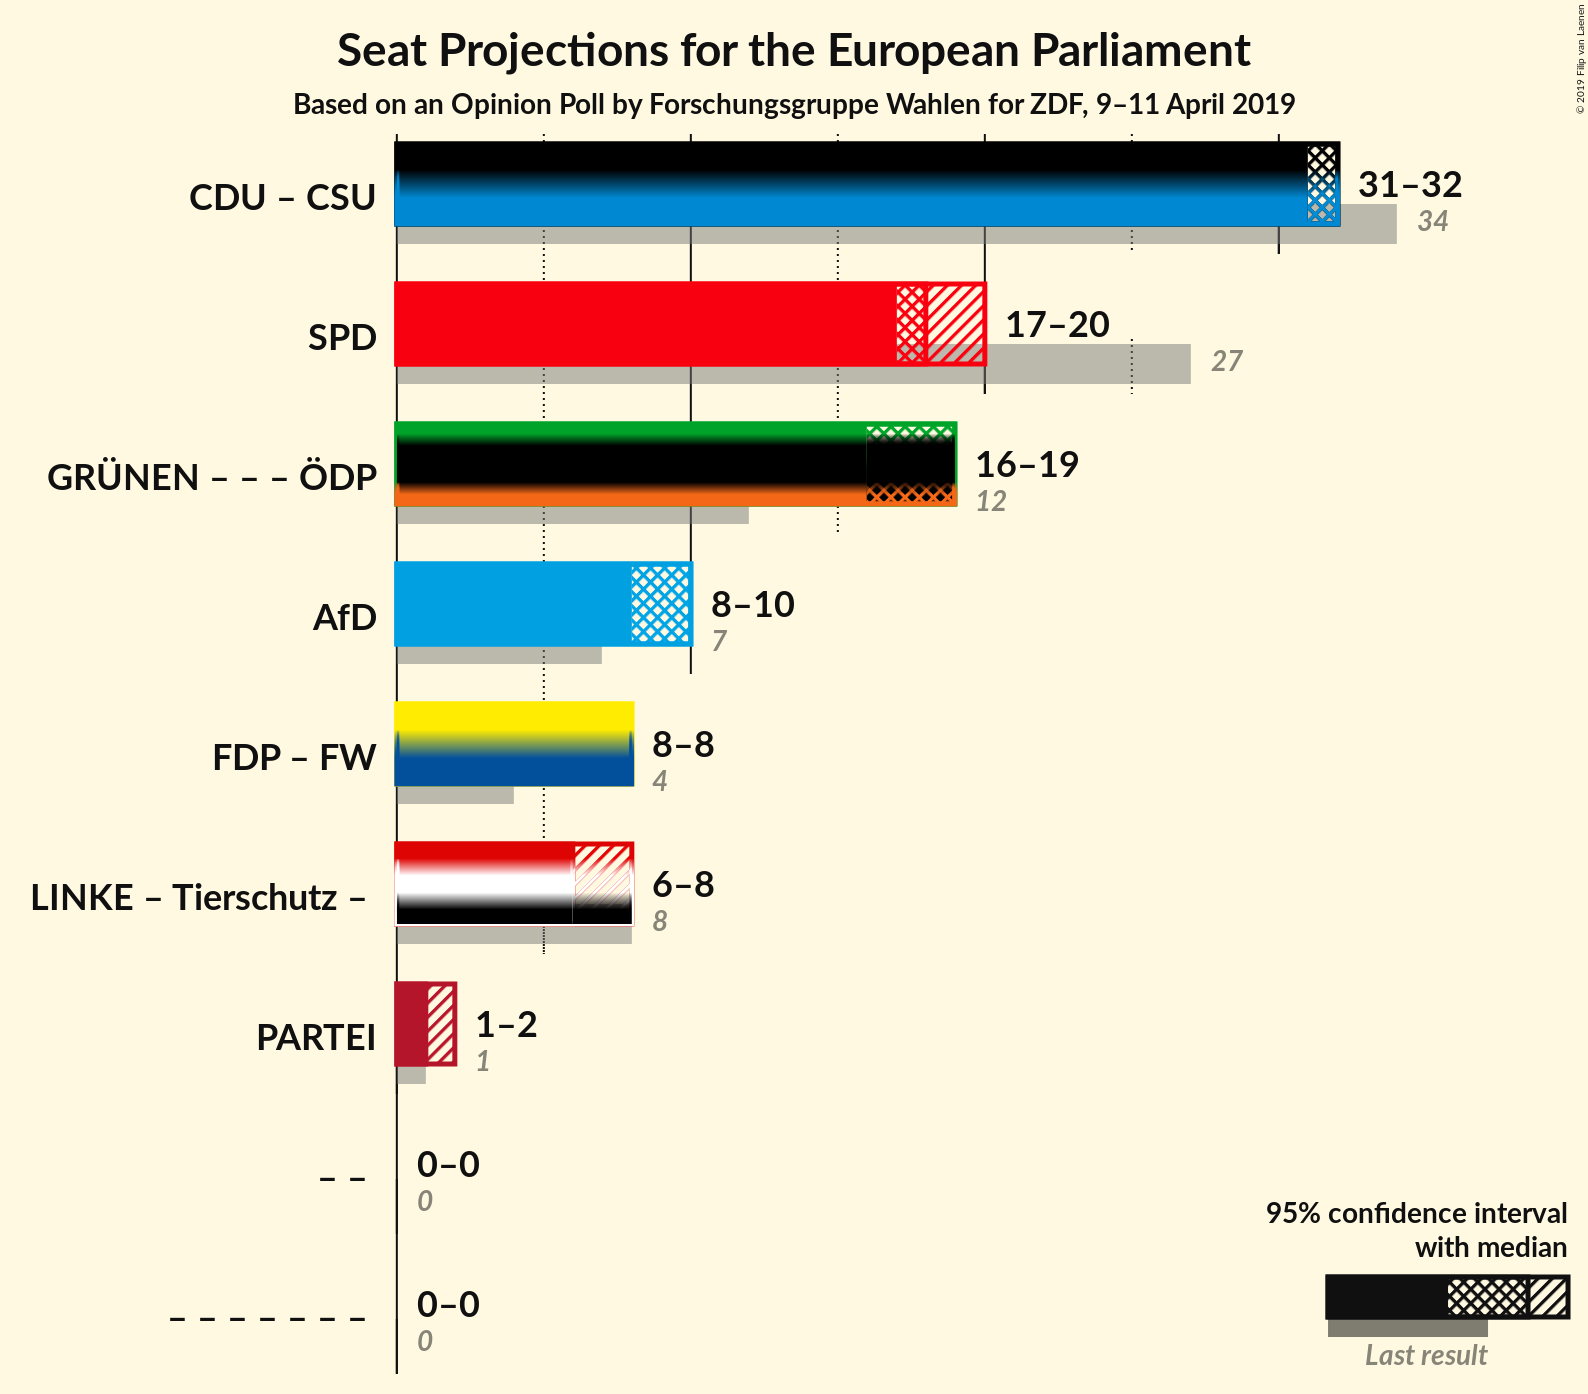 Seat Projections for the European Parliament
Based on an Opinion Poll by Forschungsgruppe Wahlen for ZDF, 9–11 April 2019
© 2019 Filip van Laenen
CDU – CSU
31–32
34
SPD
17–20
27
GRÜNEN – – – ÖDP
16–19
12
AfD
8–10
7
FDP – FW
8–8
4
LINKE – Tierschutz –
6–8
8
PARTEI
1–2
1
– –
0–0
0
– – – – – – –
0–0
0
95% confidence interval
with median
Last result